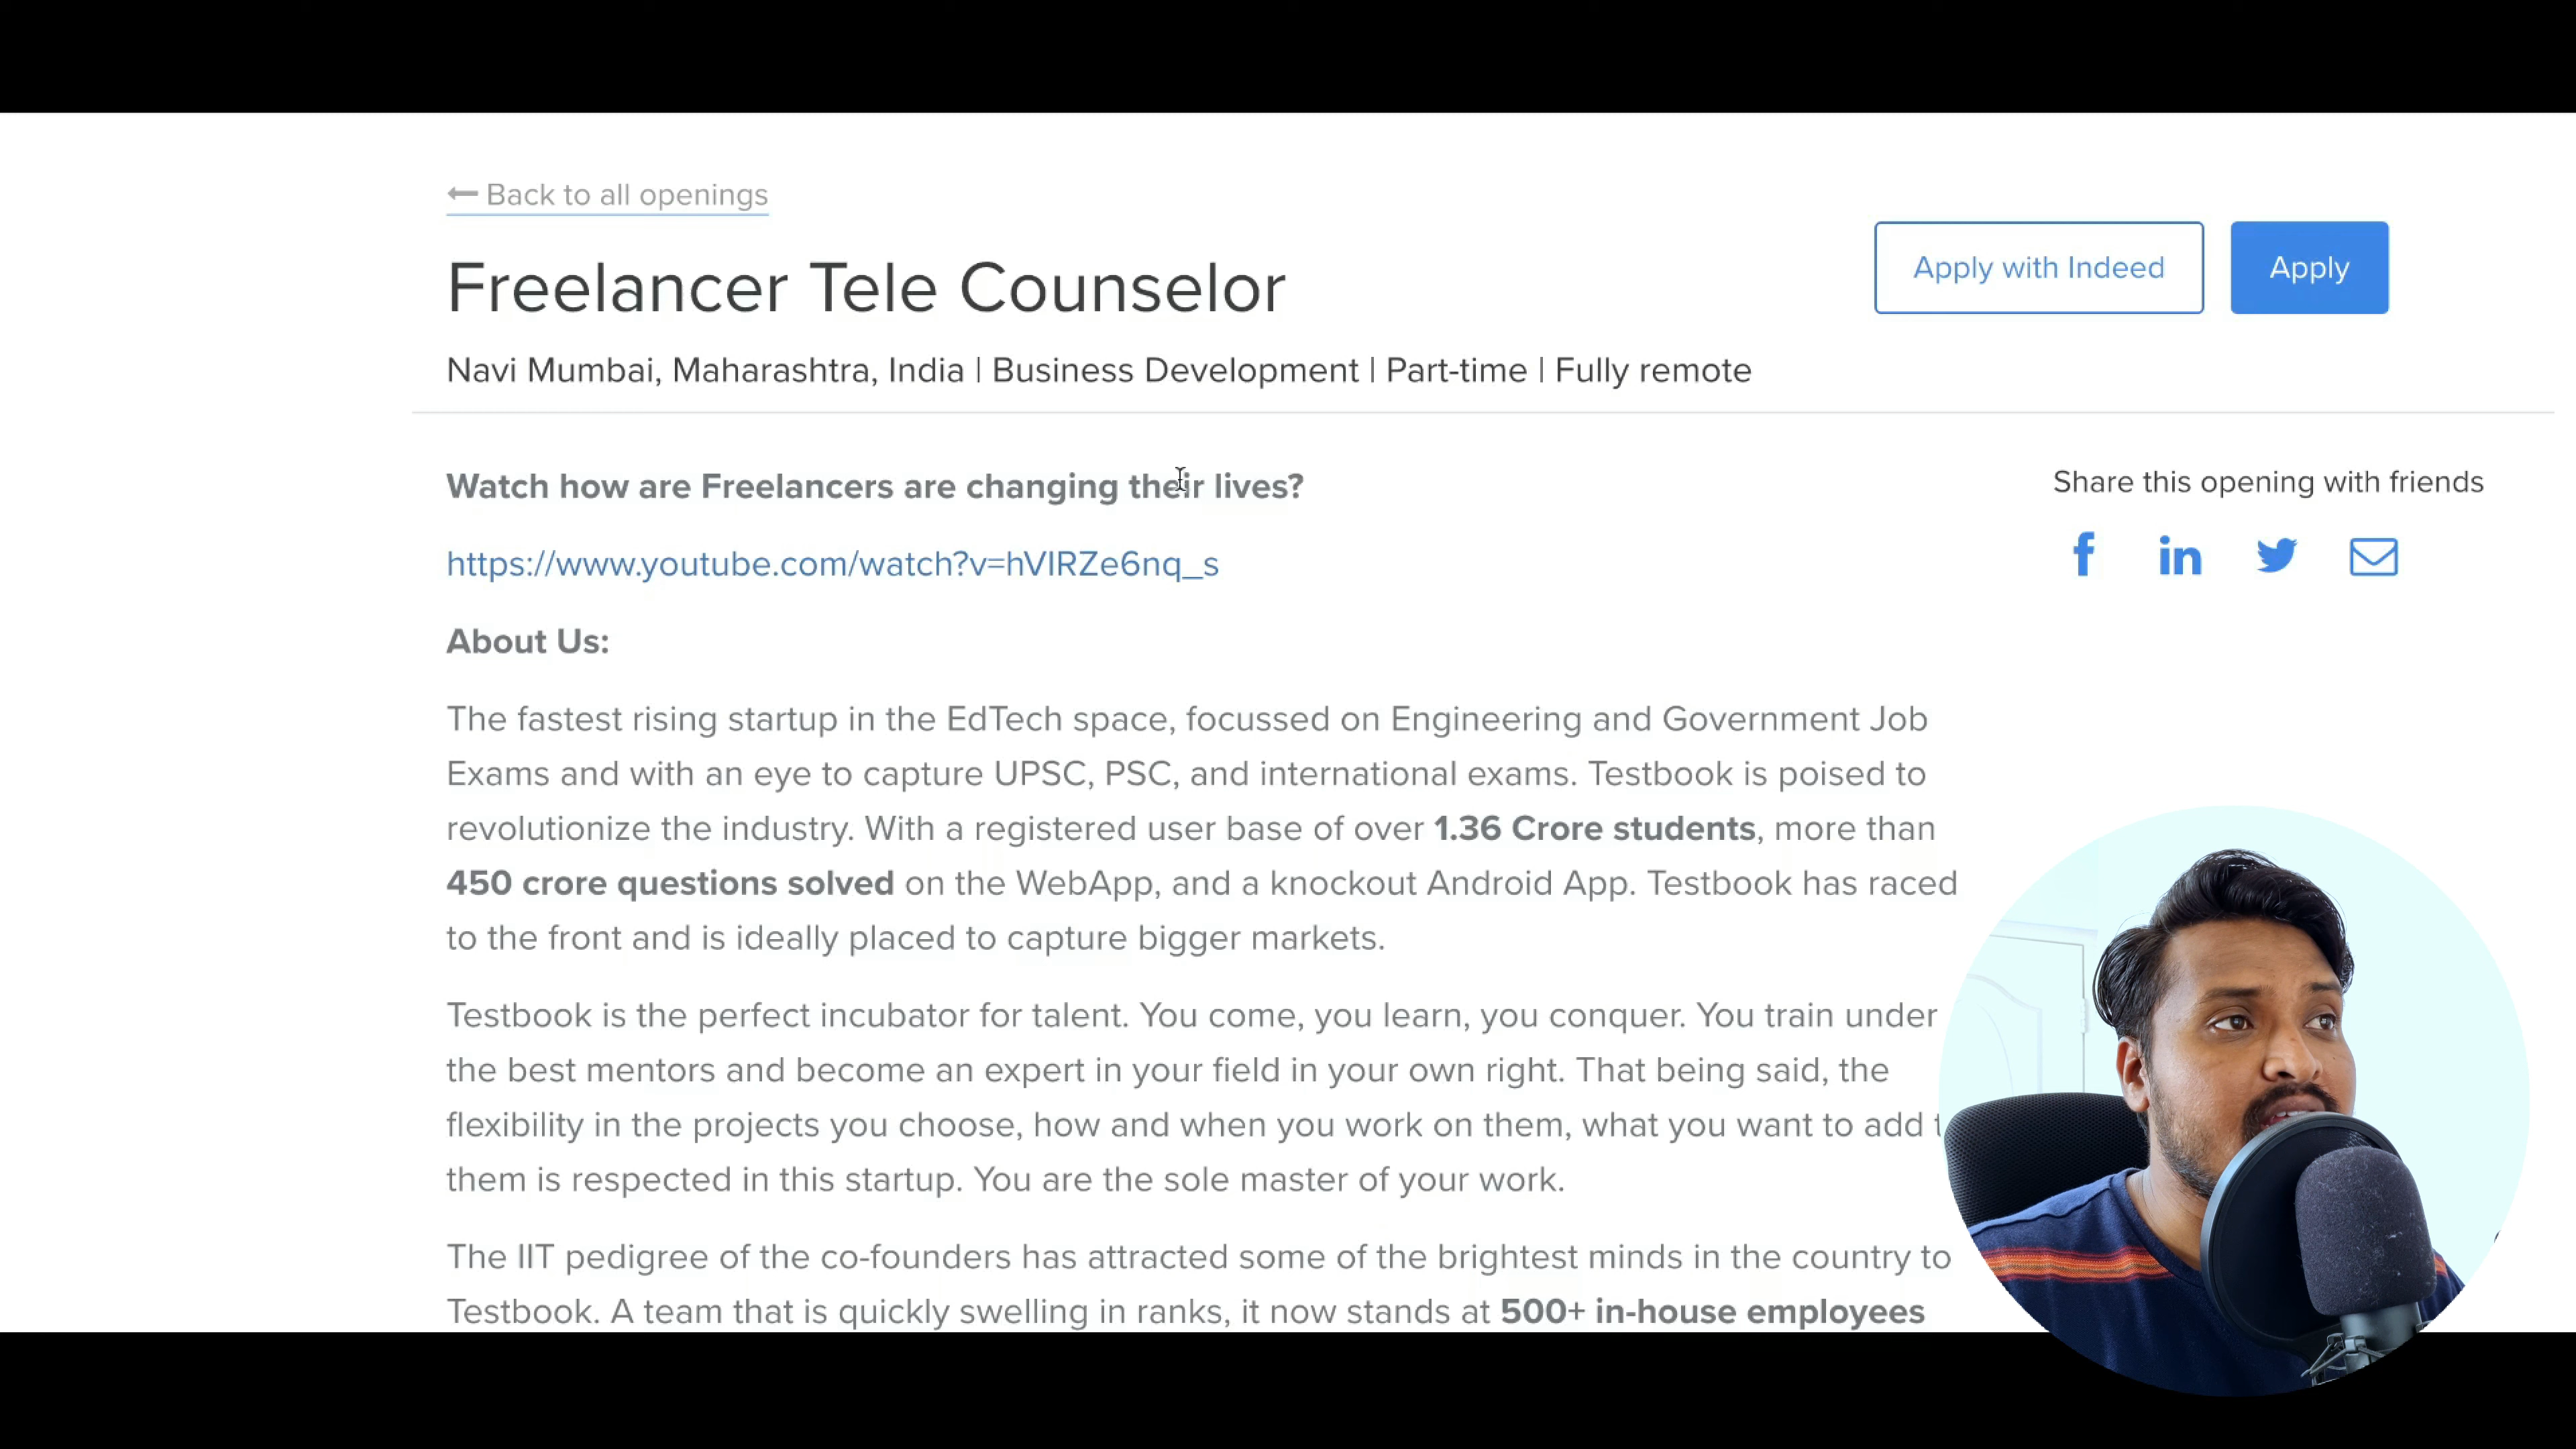 Back to all openings
Freelancer Tele Counselor
Apply with Indeed
Apply
Navi Mumbai, Maharashtra, India | Business Development | Part-time | Fully remote
Watch how are Freelancers are changing their lives?
Share this opening with friends
https://www.youtube.com/watch?v=hVIRZe6nq_s
About Us:
The fastest rising startup in the EdTech space, focussed on Engineering and Government Job
Exams and with an eye to capture UPSC, PSC, and international exams. Testbook is poised to
revolutionize the industry. With a registered user base of over 1.36 Crore students, more than
450 crore questions solved on the WebApp, and a knockout Android App. Testbook has raced
to the front and is ideally placed to capture bigger markets.
Testbook is the perfect incubator for talent. You come, you learn, you conquer. You train under
the best mentors and become an expert in your field in your own right. That being said, the
flexibility in the projects you choose, how and when you work on them, what you want to add
them is respected in this startup. You are the sole master of your work.
The IIT pedigree of the co-founders has attracted some of the brightest minds in the country to
Testbook. A team that is quickly swelling in ranks, it now stands at 500+ in-house employees